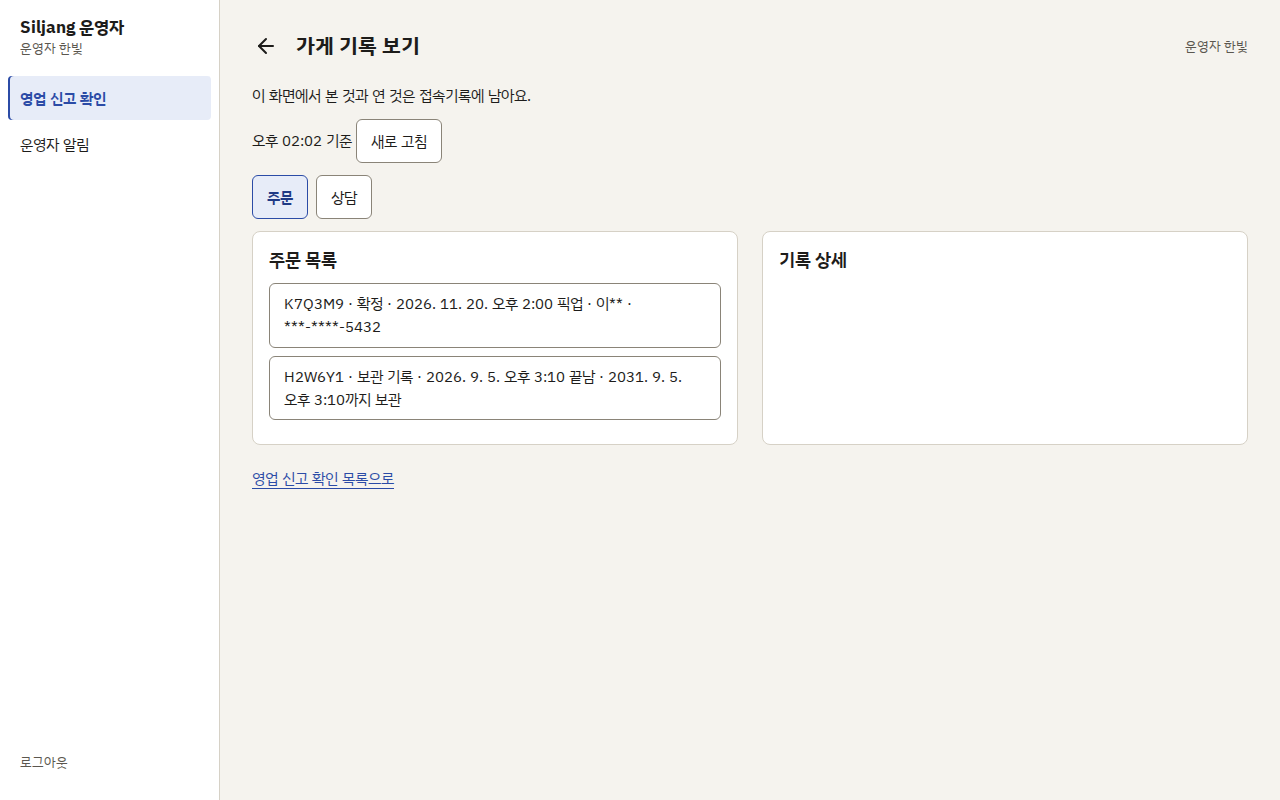 Siljang 운영자
운영자 한빛
영업 신고 확인
운영자 알림
로그아웃
가게 기록 보기
운영자 한빛
이 화면에서 본 것과 연 것은 접속기록에 남아요.
오후 02:02 기준 새로 고침
주문 상담
주문 목록
K7Q3M9 · 확정 · 2026. 11. 20. 오후 2:00 픽업 · 이** ·
***-****-5432
H2W6Y1 · 보관 기록 · 2026. 9. 5. 오후 3:10 끝남 · 2031. 9. 5.
오후 3:10까지 보관
기록 상세
영업 신고 확인 목록으로